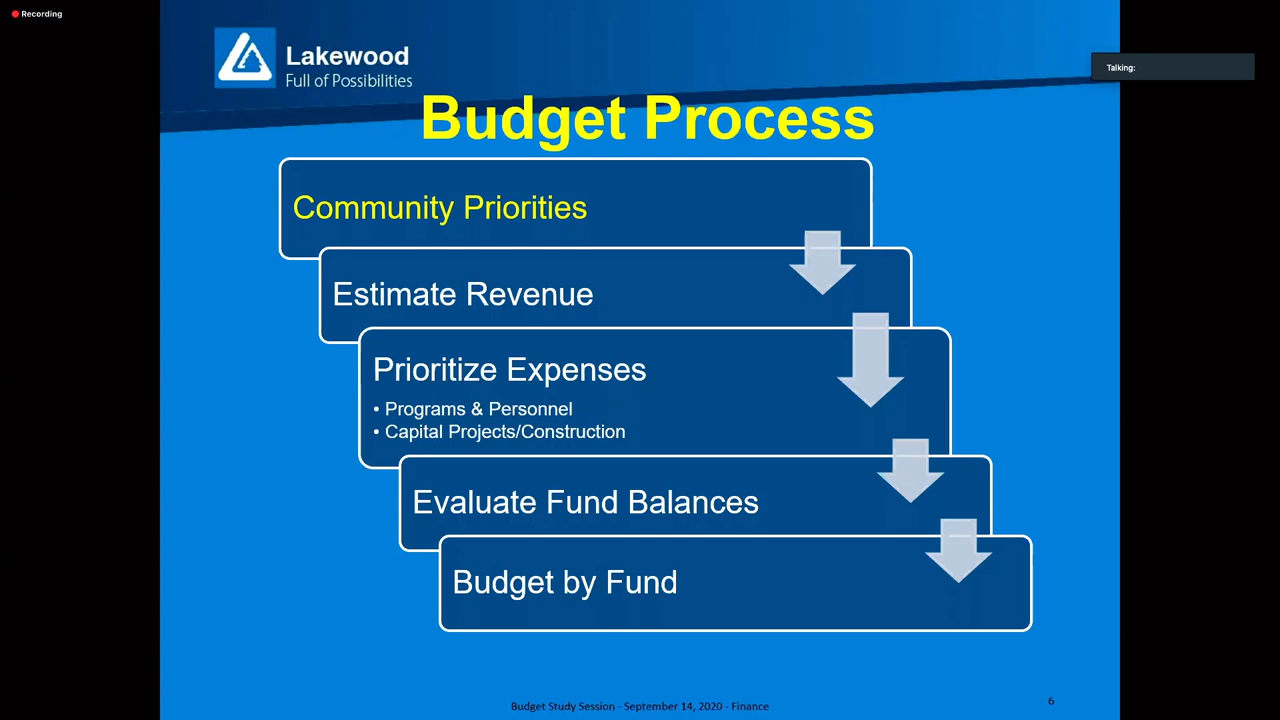 Recording
Lakewood
Full of Possibilities
Talking:
Budget Process
Community Priorities
Estimate Revenue
Prioritize Expenses
• Programs & Personnel
• Capital Projects/Construction
Evaluate Fund Balances
Budget by Fund
Budget Study Session - September 14, 2020 - Finance
6